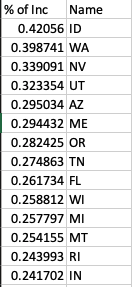 % of Inc Name
0.42056 ID
0.398741 WA
0.339091 NV
0.323354 UT
0.295034 AZ
0.294432 ME
0.282425 OR
0.274863 TN
0.261734 FL
0.258812 WI
0.257797 MI
0.254155 MT
0.243993 RI
0.241702 IN